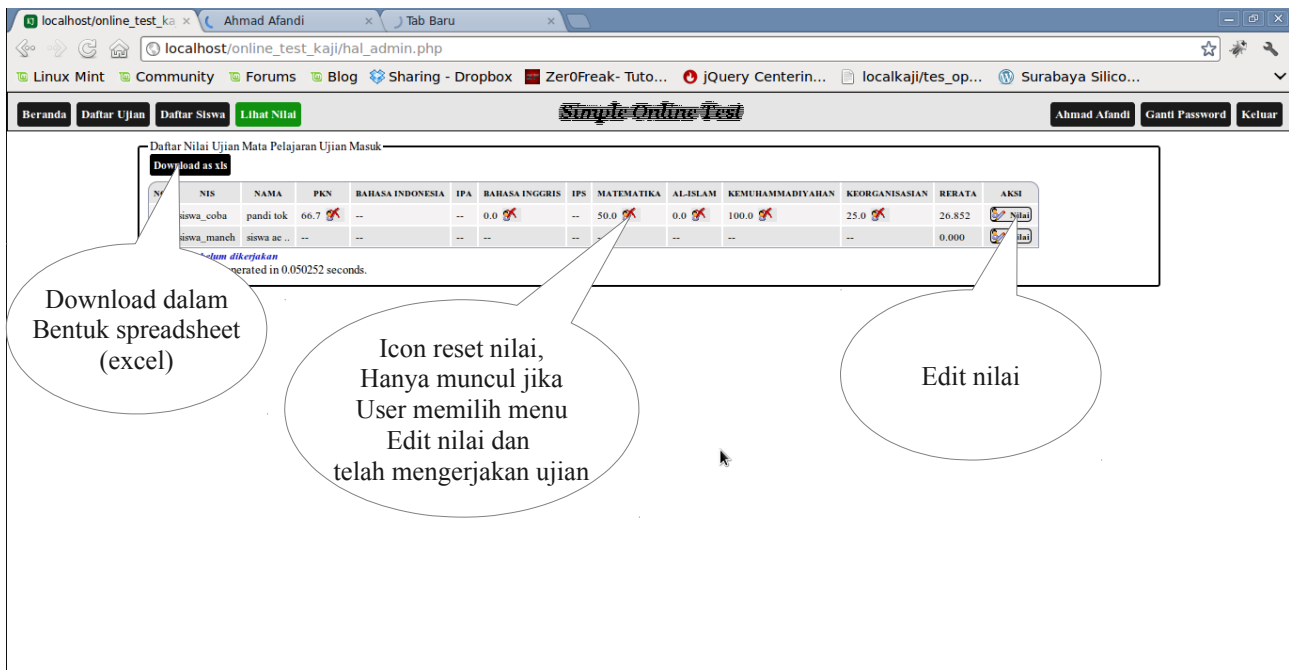 localhost/online_test_ka
Ahmad Afandi
Tab Baru
localhost/online_test_kaji/hal_admin.php
Linux Mint Community Forums Blog Sharing - Dropbox Zer0Freak- Tuto... jQuery Centerin... localkaji/tes_op... Surabaya Silico...
Beranda Daftar Ujian Daftar Siswa Lihat Nilai Simple Online Test Ahmad Afandi Ganti Password Keluar
Daftar Nilai Ujian Mata Pelajaran Ujian Masuk
Download as xls
NIS NAMA PKN BAHASA INDONESIA IPA BAHASA INGGRIS IPS MATEMATIKA AL-ISLAM KEMUHAMMADIYAHAN KEORGANISASIAN RERATA AKSI
siswa_coba pandi tok 66.7 -- -- 0.0 -- 50.0 0.0 100.0 25.0 26.852 Nilai
siswa_maneh siswa ae .. -- -- -- -- -- -- -- -- 0.000
dikerjakan
in 0.050252 seconds.
Download dalam
Bentuk spreadsheet
(excel)
Icon reset nilai,
Hanya muncul jika
User memilih menu
Edit nilai dan
telah mengerjakan ujian
Edit nilai